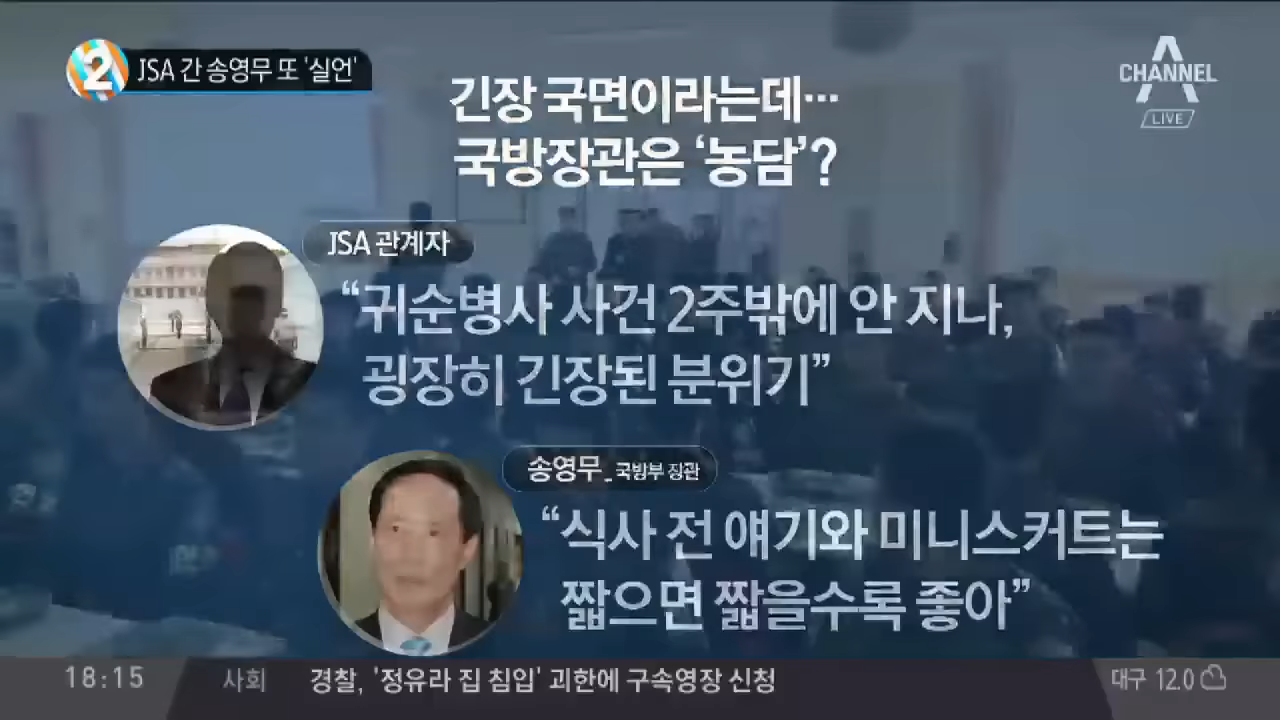 2 JSA 간 송영무 또 '실언'
CHANNEL A
LIVE
긴장 국면이라는데…
국방장관은 ‘농담’?
JSA 관계자
“귀순병사 사건 2주밖에 안 지나,
굉장히 긴장된 분위기”
송영무_국방부 장관
“식사 전 얘기와 미니스커트는
짧으면 짧을수록 좋아”
18:15 사회 경찰, '정유라 집 침입' 괴한에 구속영장 신청 대구 12.0